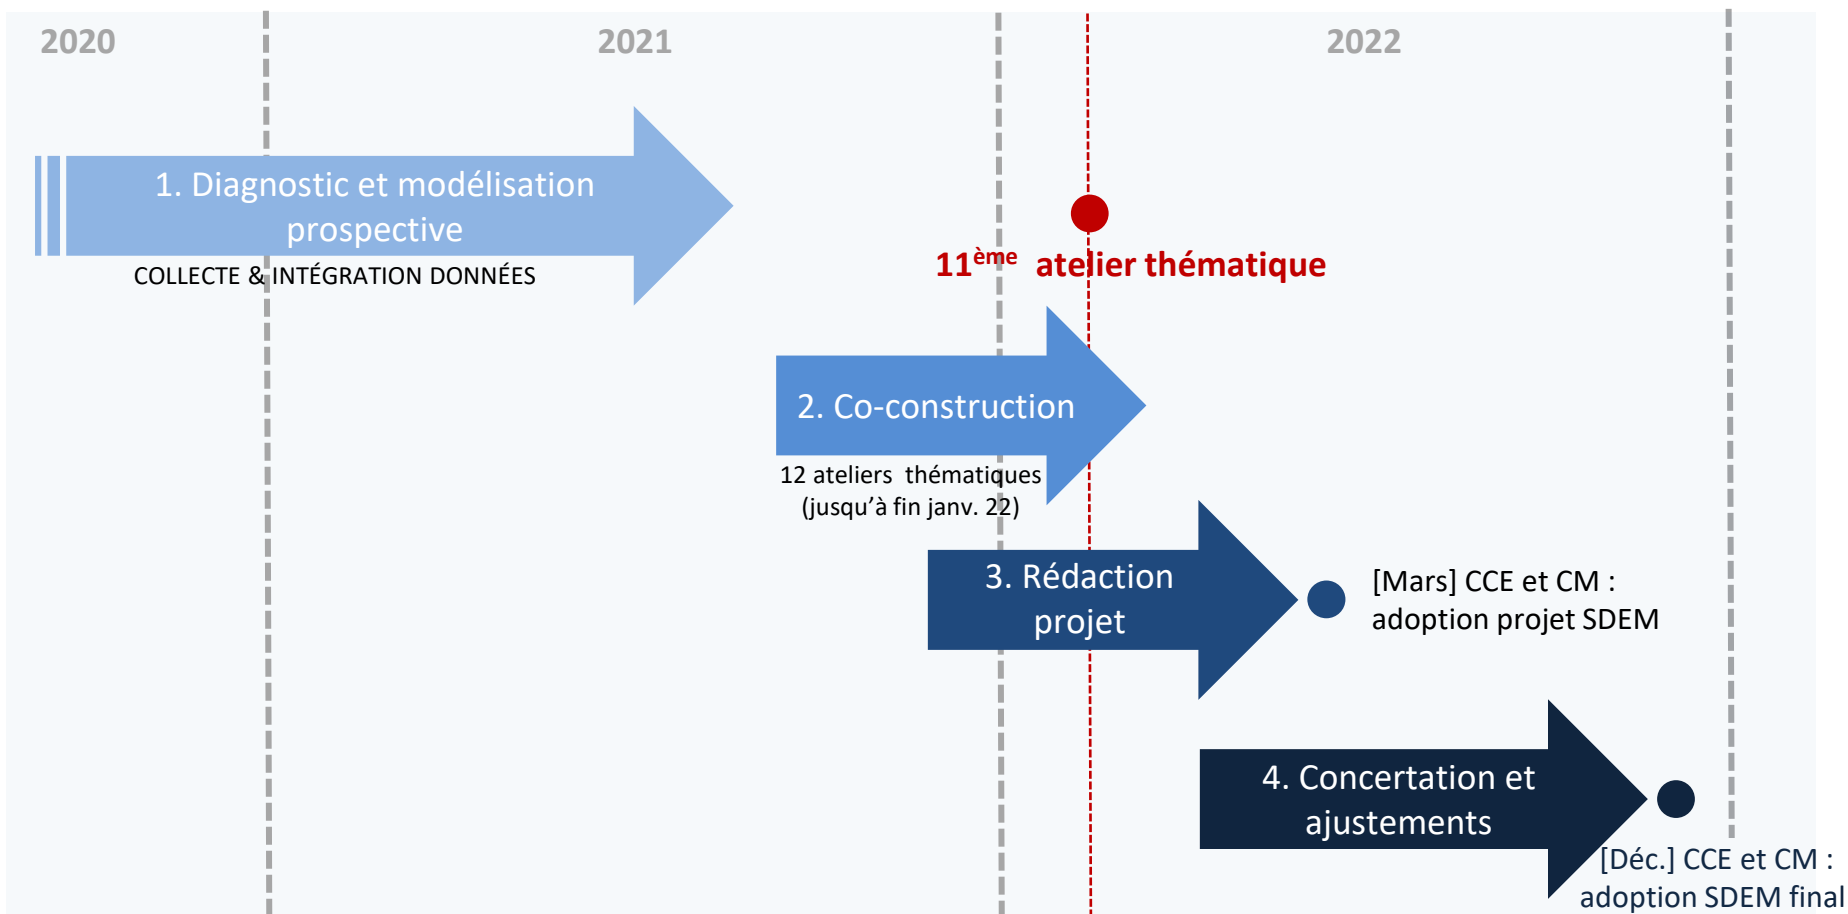 2020
2021
2022
1. Diagnostic et modélisation
prospective
COLLECTE & INTÉGRATION DONNÉES
11ème atelier thématique
2. Co-construction
12 ateliers thématiques
(jusqu’à fin janv. 22)
3. Rédaction
projet
[Mars] CCE et CM :
adoption projet SDEM
4. Concertation et
ajustements
[Déc.] CCE et CM :
adoption SDEM final